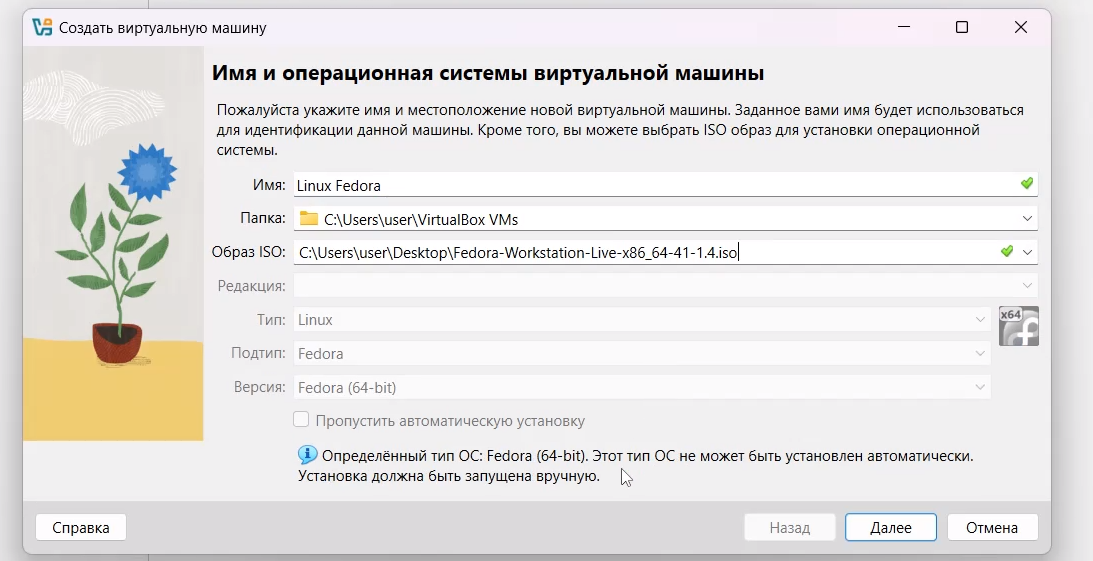 Создать виртуальную машину
Имя и операционная системы виртуальной машины
Пожалуйста укажите имя и местоположение новой виртуальной машины. Заданное вами имя будет использоваться
для идентификации данной машины. Кроме того, вы можете выбрать ISO образ для установки операционной
системы.
Имя: Linux Fedora
Папка: C:\Users\user\VirtualBox VMs
Образ ISO: C:\Users\user\Desktop\Fedora-Workstation-Live-x86_64-41-1.4.iso
Редакция:
Тип: Linux
x64
Подтип: Fedora
Версия: Fedora (64-bit)
Пропустить автоматическую установку
Определённый тип ОС: Fedora (64-bit). Этот тип ОС не может быть установлен автоматически.
Установка должна быть запущена вручную.
Справка Назад Далее Отмена